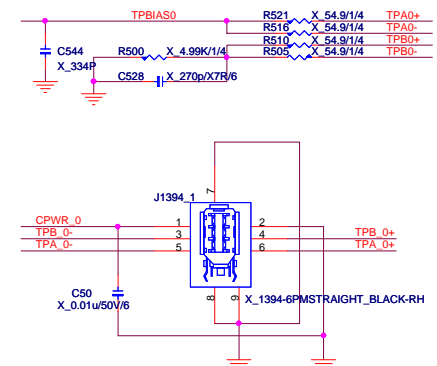 TPBIAS0 R521 X_54.9/1/4 TPA0+
R516 X_54.9/1/4 TPA0-
C544 R500 X_4.99K/1/4 R510 X_54.9/1/4 TPB0+
X_334P R505 X_54.9/1/4 TPB0-
C528 X_270p/X7R/6
7
J1394_1
CPWR_0 1 2
TPB_0- 3 4 TPB_0+
TPA_0- 5 6 TPA_0+
C50 8 9 X_1394-6PMSTRAIGHT_BLACK-RH
X_0.01u/50V/6